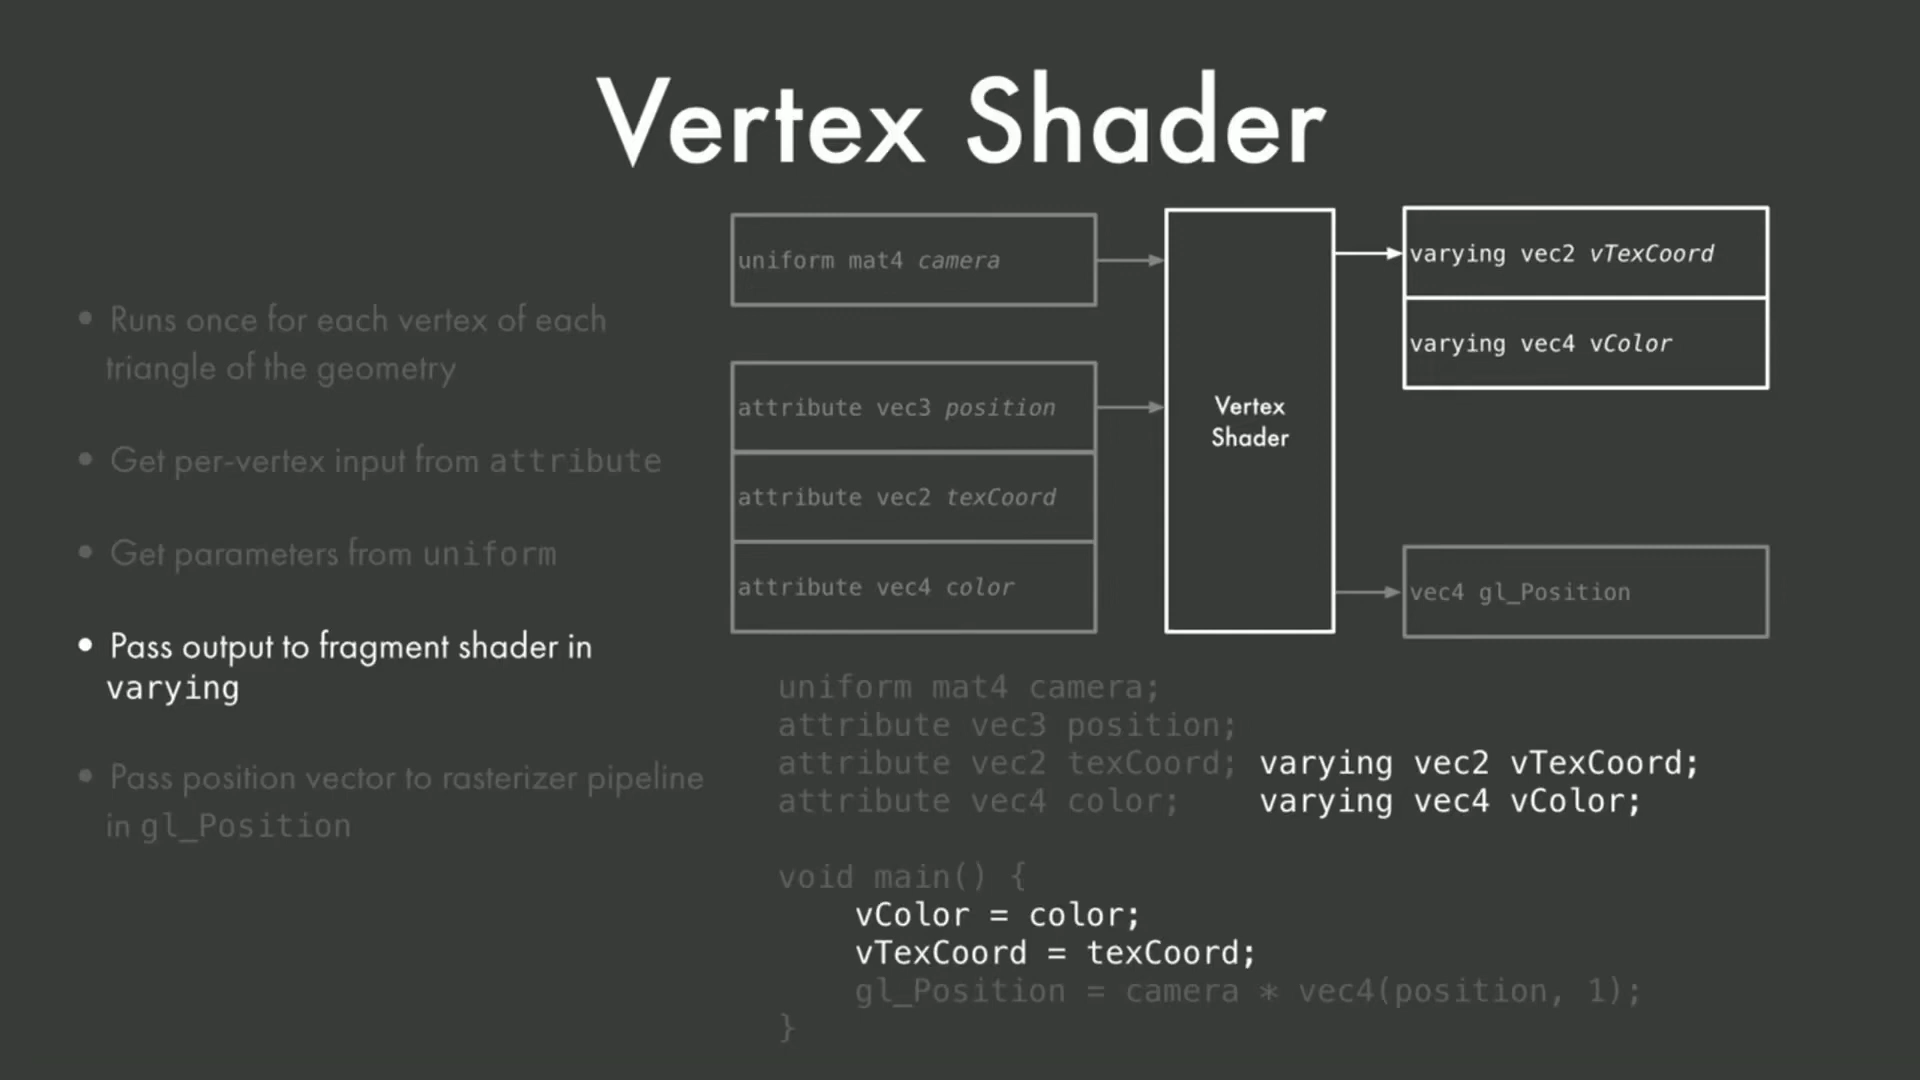 Vertex Shader
• Runs once for each vertex of each
triangle of the geometry
• Get per-vertex input from attribute
• Get parameters from uniform
• Pass output to fragment shader in
varying
• Pass position vector to rasterizer pipeline
in gl_Position
uniform mat4 camera
attribute vec3 position
attribute vec2 texCoord
attribute vec4 color
Vertex
Shader
varying vec2 vTexCoord
varying vec4 vColor
vec4 gl_Position
uniform mat4 camera;
attribute vec3 position;
attribute vec2 texCoord; varying vec2 vTexCoord;
attribute vec4 color; varying vec4 vColor;
void main() {
vColor = color;
vTexCoord = texCoord;
gl_Position = camera * vec4(position, 1);
}